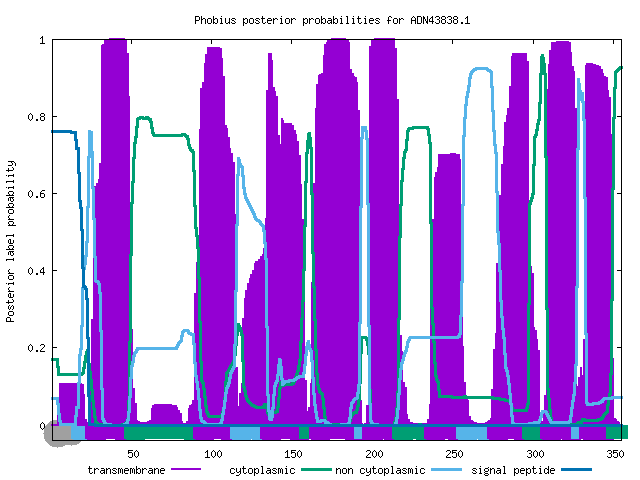 Phobius posterior probabilities for ADN43838.1
1
0.8
0.6
0.4
0.2
0
Posterior label probability
50 100 150 200 250 300 350
transmembrane cytoplasmic non cytoplasmic signal peptide